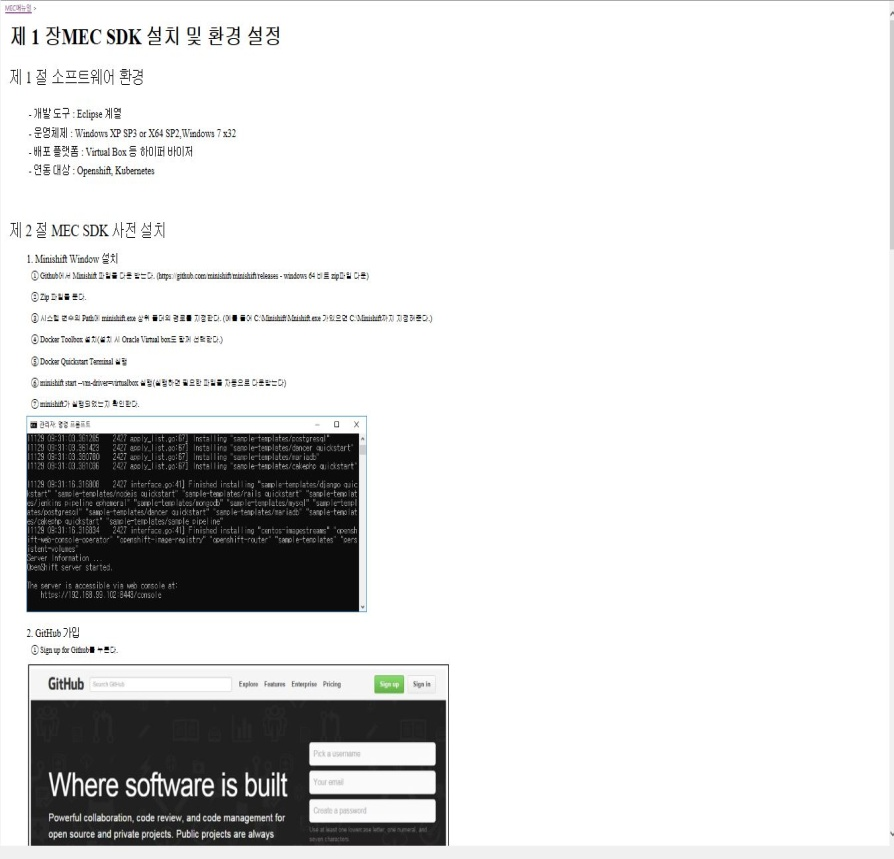 MEC메뉴얼 >
제 1 장MEC SDK 설치 및 환경 설정
제 1 절 소프트웨어 환경
- 개발 도구 : Eclipse 계열
- 운영체제 : Windows XP SP3 or X64 SP2,Windows 7 x32
- 배포 플랫폼 : Virtual Box 등 하이퍼 바이저
- 연동 대상 : Openshift, Kubernetes
제 2 절 MEC SDK 사전 설치
1. Minishift Window 설치
① Github에서 Minishift 파일를 다운 받는다. (https://github.com/minishift/minishift/releases - windows 64 비트 zip파일 다운)
② Zip 파일를 푼다.
③ 시스템 변수의 Path에 minishift.exe 상위 폴더의 경로를 지정한다. (예를 들어 C:\Minishift\Mnishift.exe 가있으면 C:\Minishift까지 지정해준다.)
④ Docker Toolbox 설치(설치 시 Oracle Virtual box도 함께 선택한다.)
⑤ Docker Quickstart Terminal 실행
⑥ minishift start --vm-driver=virtualbox 실행(실행하면 필요한 파일를 자동으로 다운받는다)
⑦ minishift가 실행되었는지 확인한다.
관리자: 명령 프롬프트
I1129 09:31:03.361285 2427 apply_list.go:67] Installing "sample-templates/postgresql"
I1129 09:31:03.361423 2427 apply_list.go:67] Installing "sample-templates/dancer quickstart"
I1129 09:31:03.380780 2427 apply_list.go:67] Installing "sample-templates/mariadb"
I1129 09:31:03.381036 2427 apply_list.go:67] Installing "sample-templates/cakephp quickstart"
I1129 09:31:16.316808 2427 interface.go:41] Finished installing "sample-templates/django quic
kstart" "sample-templates/nodejs quickstart" "sample-templates/rails quickstart" "sample-templat
es/jenkins pipeline ephemeral" "sample-templates/mongodb" "sample-templates/mysql" "sample-templ
ates/postgresql" "sample-templates/dancer quickstart" "sample-templates/mariadb" "sample-templat
es/cakephp quickstart" "sample-templates/sample pipeline"
I1129 09:31:16.316834 2427 interface.go:41] Finished installing "centos-imagestreams" "opensh
ift-web-console-operator" "openshift-image-registry" "openshift-router" "sample-templates" "pers
istent-volumes"
Server Information ...
OpenShift server started.
The server is accessible via web console at:
https://192.168.99.102:8443/console
2. GitHub 가입
① Sign up for Github를 누른다.
GitHub Search GitHub Explore Features Enterprise Pricing Sign up Sign in
Pick a username
Where software is built
Your email
Create a password
Powerful collaboration, code review, and code management for
open source and private projects. Public projects are always
Use at least one lowercase letter, one numeral, and
seven characters.